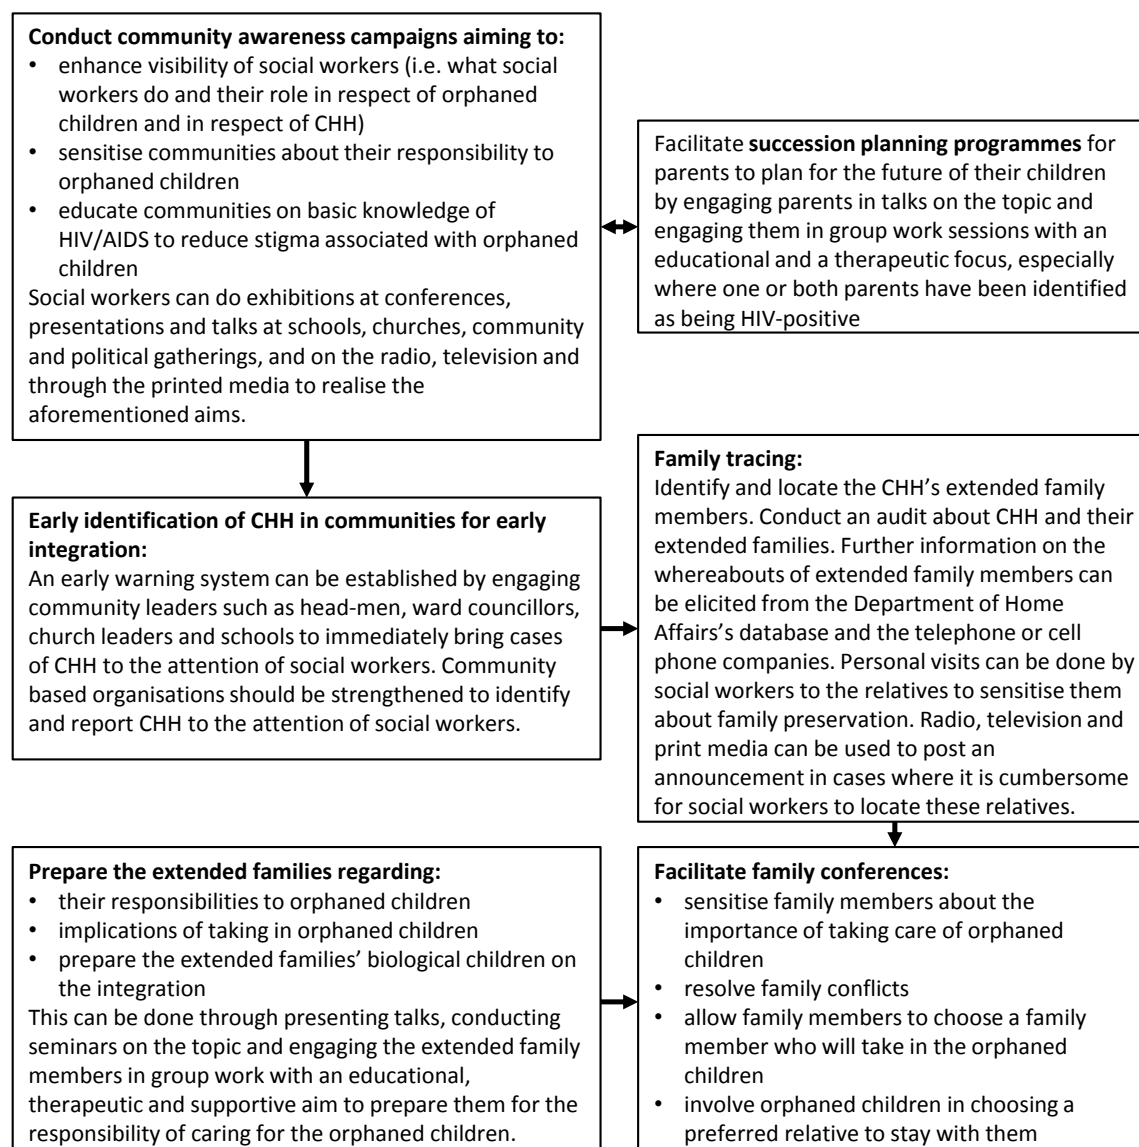 Conduct community awareness campaigns aiming to:
• enhance visibility of social workers (i.e. what social
workers do and their role in respect of orphaned
children and in respect of CHH)
• sensitise communities about their responsibility to
orphaned children
• educate communities on basic knowledge of
HIV/AIDS to reduce stigma associated with orphaned
children
Social workers can do exhibitions at conferences,
presentations and talks at schools, churches, community
and political gatherings, and on the radio, television and
through the printed media to realise the
aforementioned aims.
Facilitate succession planning programmes for
parents to plan for the future of their children
by engaging parents in talks on the topic and
engaging them in group work sessions with an
educational and a therapeutic focus, especially
where one or both parents have been identified
as being HIV-positive
Early identification of CHH in communities for early
integration:
An early warning system can be established by engaging
community leaders such as head-men, ward councillors,
church leaders and schools to immediately bring cases
of CHH to the attention of social workers. Community
based organisations should be strengthened to identify
and report CHH to the attention of social workers.
Family tracing:
Identify and locate the CHH's extended family
members. Conduct an audit about CHH and their
extended families. Further information on the
whereabouts of extended family members can
be elicited from the Department of Home
Affairs's database and the telephone or cell
phone companies. Personal visits can be done by
social workers to the relatives to sensitise them
about family preservation. Radio, television and
print media can be used to post an
announcement in cases where it is cumbersome
for social workers to locate these relatives.
Prepare the extended families regarding:
• their responsibilities to orphaned children
• implications of taking in orphaned children
• prepare the extended families' biological children on
the integration
This can be done through presenting talks, conducting
seminars on the topic and engaging the extended family
members in group work with an educational,
therapeutic and supportive aim to prepare them for the
responsibility of caring for the orphaned children.
Facilitate family conferences:
• sensitise family members about the
importance of taking care of orphaned
children
• resolve family conflicts
• allow family members to choose a family
member who will take in the orphaned
children
• involve orphaned children in choosing a
preferred relative to stay with them